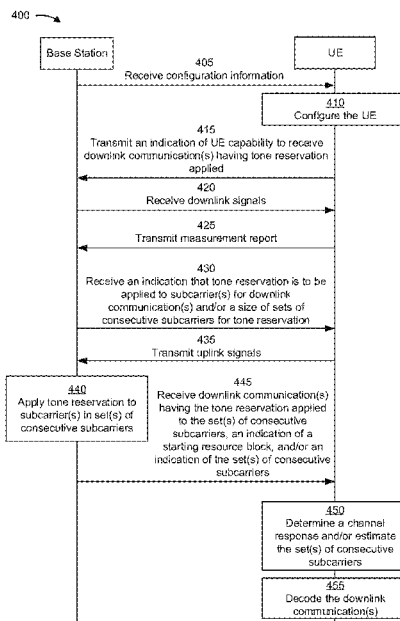 400
Base Station
UE
405
Receive configuration information
410
Configure the UE
415
Transmit an indication of UE capability to receive
downlink communication(s) having tone reservation
applied
420
Receive downlink signals
425
Transmit measurement report
430
Receive an indication that tone reservation is to be
applied to subcarrier(s) for downlink
communication(s) and/or a size of sets of
consecutive subcarriers for tone reservation
435
Transmit uplink signals
440
Apply tone reservation to
subcarrier(s) in set(s) of
consecutive subcarriers
445
Receive downlink communication(s)
having the tone reservation applied
to the set(s) of consecutive
subcarriers, an indication of a
starting resource block, and/or an
indication of the set(s) of consecutive
subcarriers
450
Determine a channel
response and/or estimate
the set(s) of consecutive
subcarriers
455
Decode the downlink
communication(s)